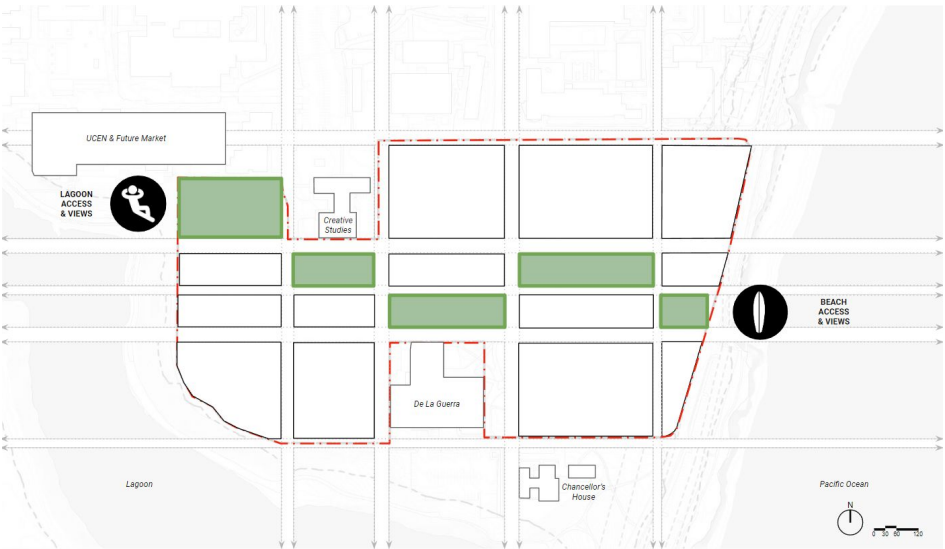 UCEN & Future Market
LAGOON
ACCESS
& VIEWS
Creative
Studies
BEACH
ACCESS
& VIEWS
De La Guerra
Lagoon
Chancellor's
House
Pacific Ocean
N
0 30 60 120